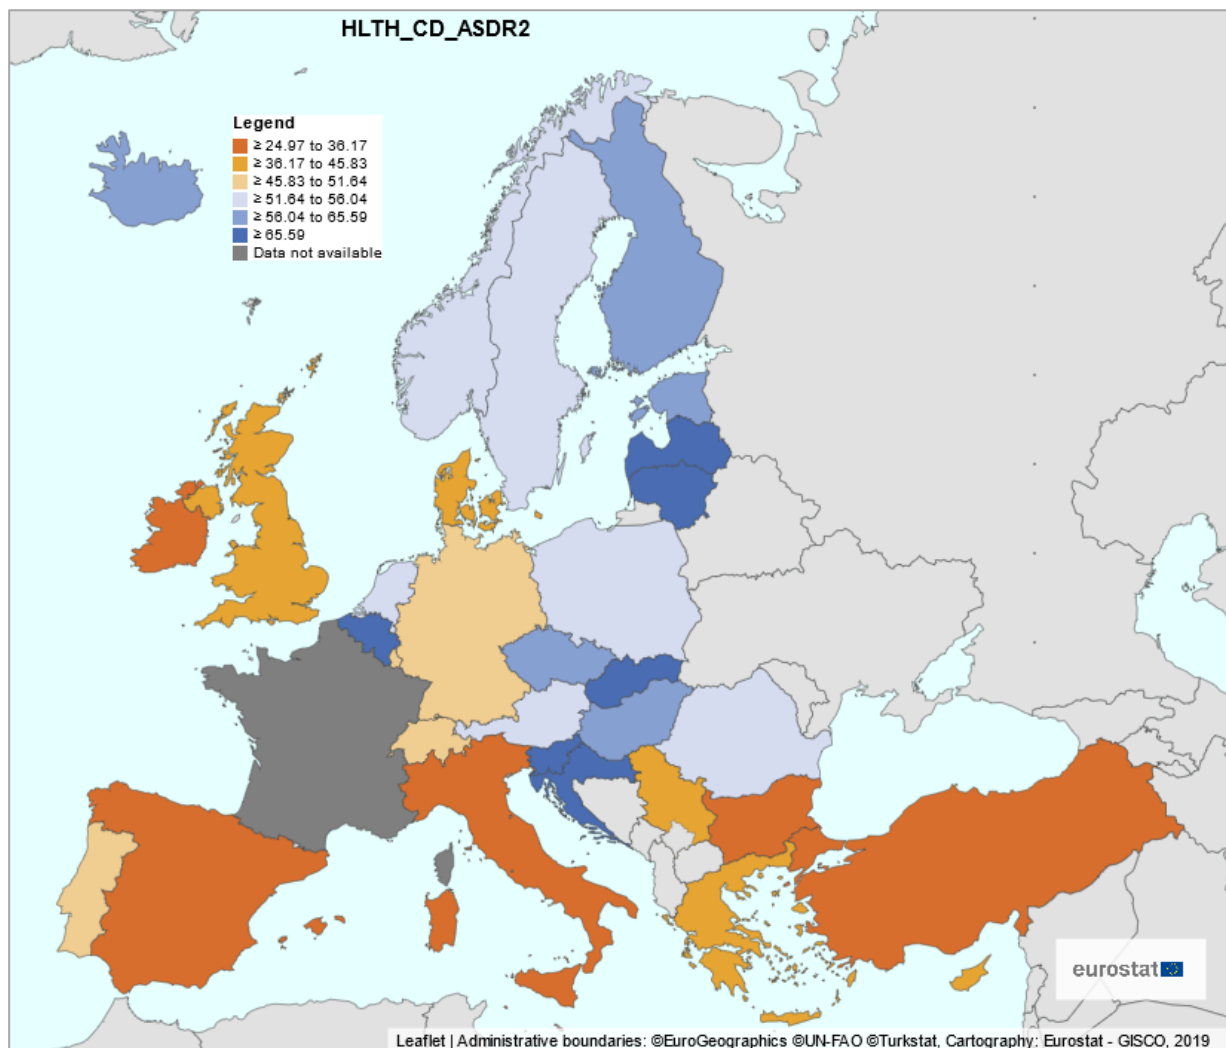 HLTH_CD_ASDR2
Legend
≥ 24.97 to 36.17
≥ 36.17 to 45.83
≥ 45.83 to 51.64
≥ 51.64 to 56.04
≥ 56.04 to 65.59
≥ 65.59
Data not available
eurostat
Leaflet | Administrative boundaries: ©EuroGeographics ©UN-FAO ©Turkstat, Cartography: Eurostat - GISCO, 2019